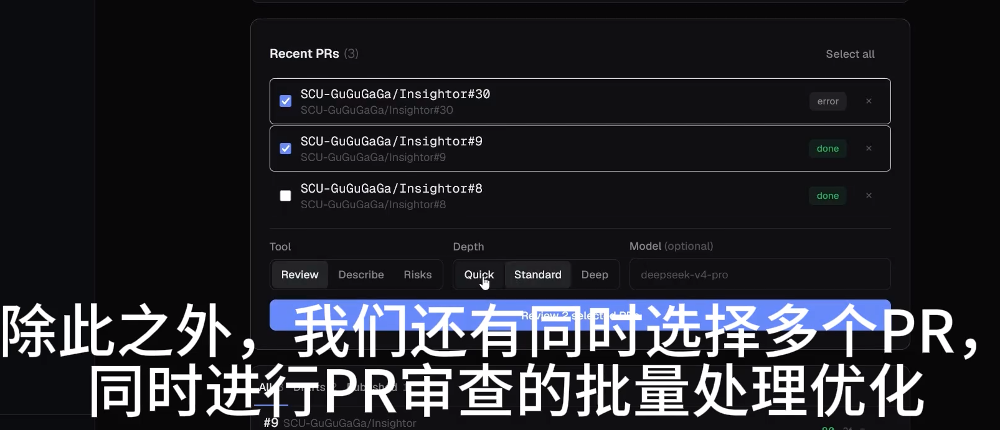 Recent PRs (3)
Select all
SCU-GuGuGaGa/Insightor#30
SCU-GuGuGaGa/Insightor#30
error ×
SCU-GuGuGaGa/Insightor#9
SCU-GuGuGaGa/Insightor#9
done ×
SCU-GuGuGaGa/Insightor#8
SCU-GuGuGaGa/Insightor#8
done ×
Tool
Depth
Model (optional)
Review Describe Risks
Quick Standard Deep
deepseek-v4-pro
Review 2 selected PRs
除此之外，我们还有同时选择多个PR，
同时进行PR审查的批量处理优化
All Drafts Published
#9 SCU-GuGuGaGa/Insightor